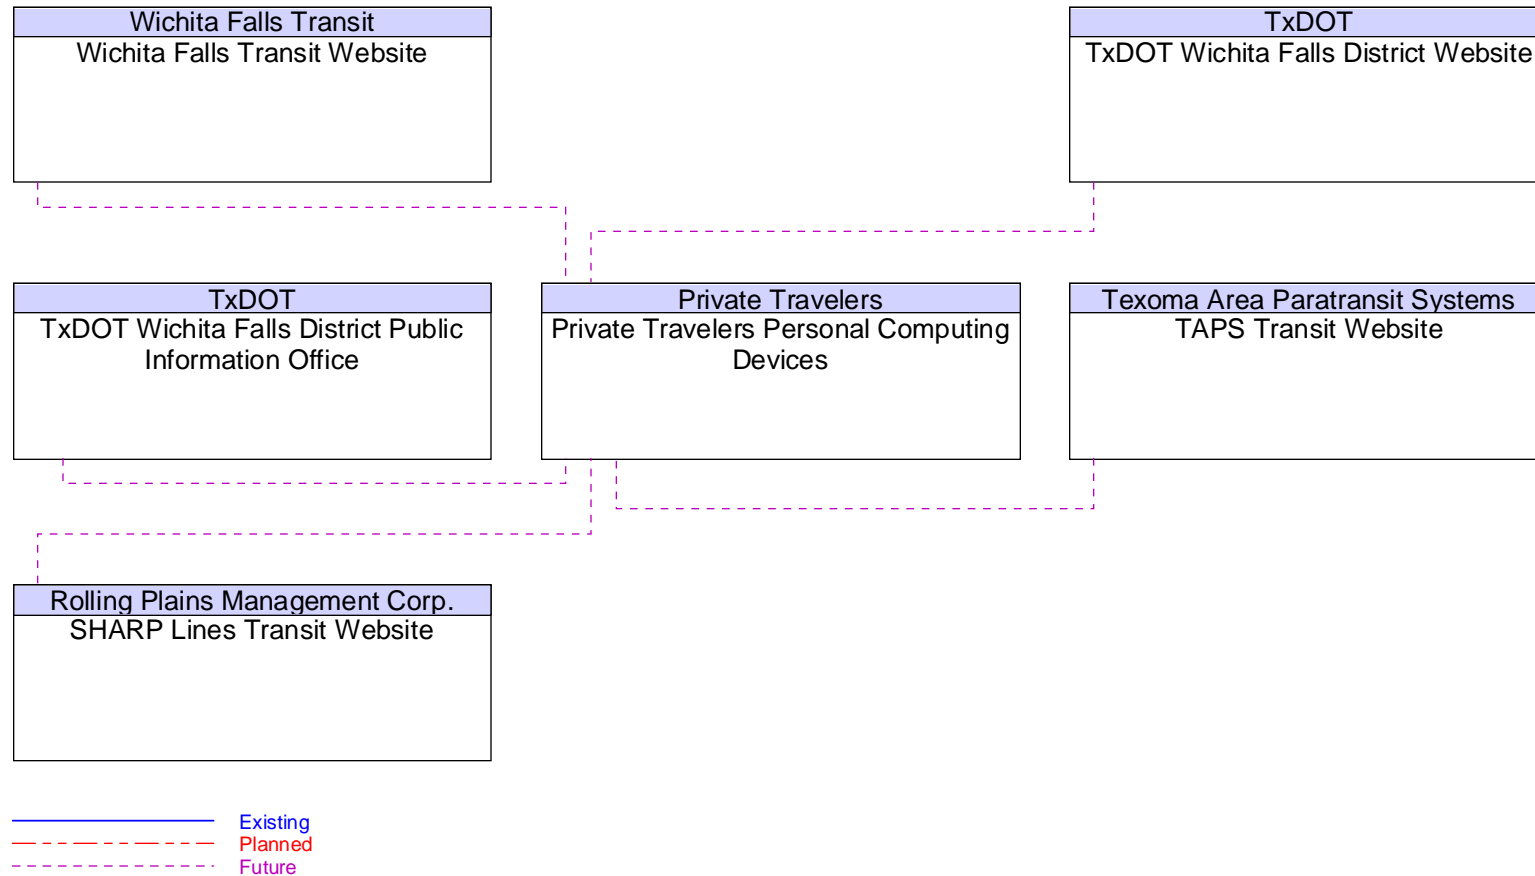 Wichita Falls Transit
Wichita Falls Transit Website
TxDOT
TxDOT Wichita Falls District Website
TxDOT
TxDOT Wichita Falls District Public
Information Office
Private Travelers
Private Travelers Personal Computing
Devices
Texoma Area Paratransit Systems
TAPS Transit Website
Rolling Plains Management Corp.
SHARP Lines Transit Website
Existing
Planned
Future